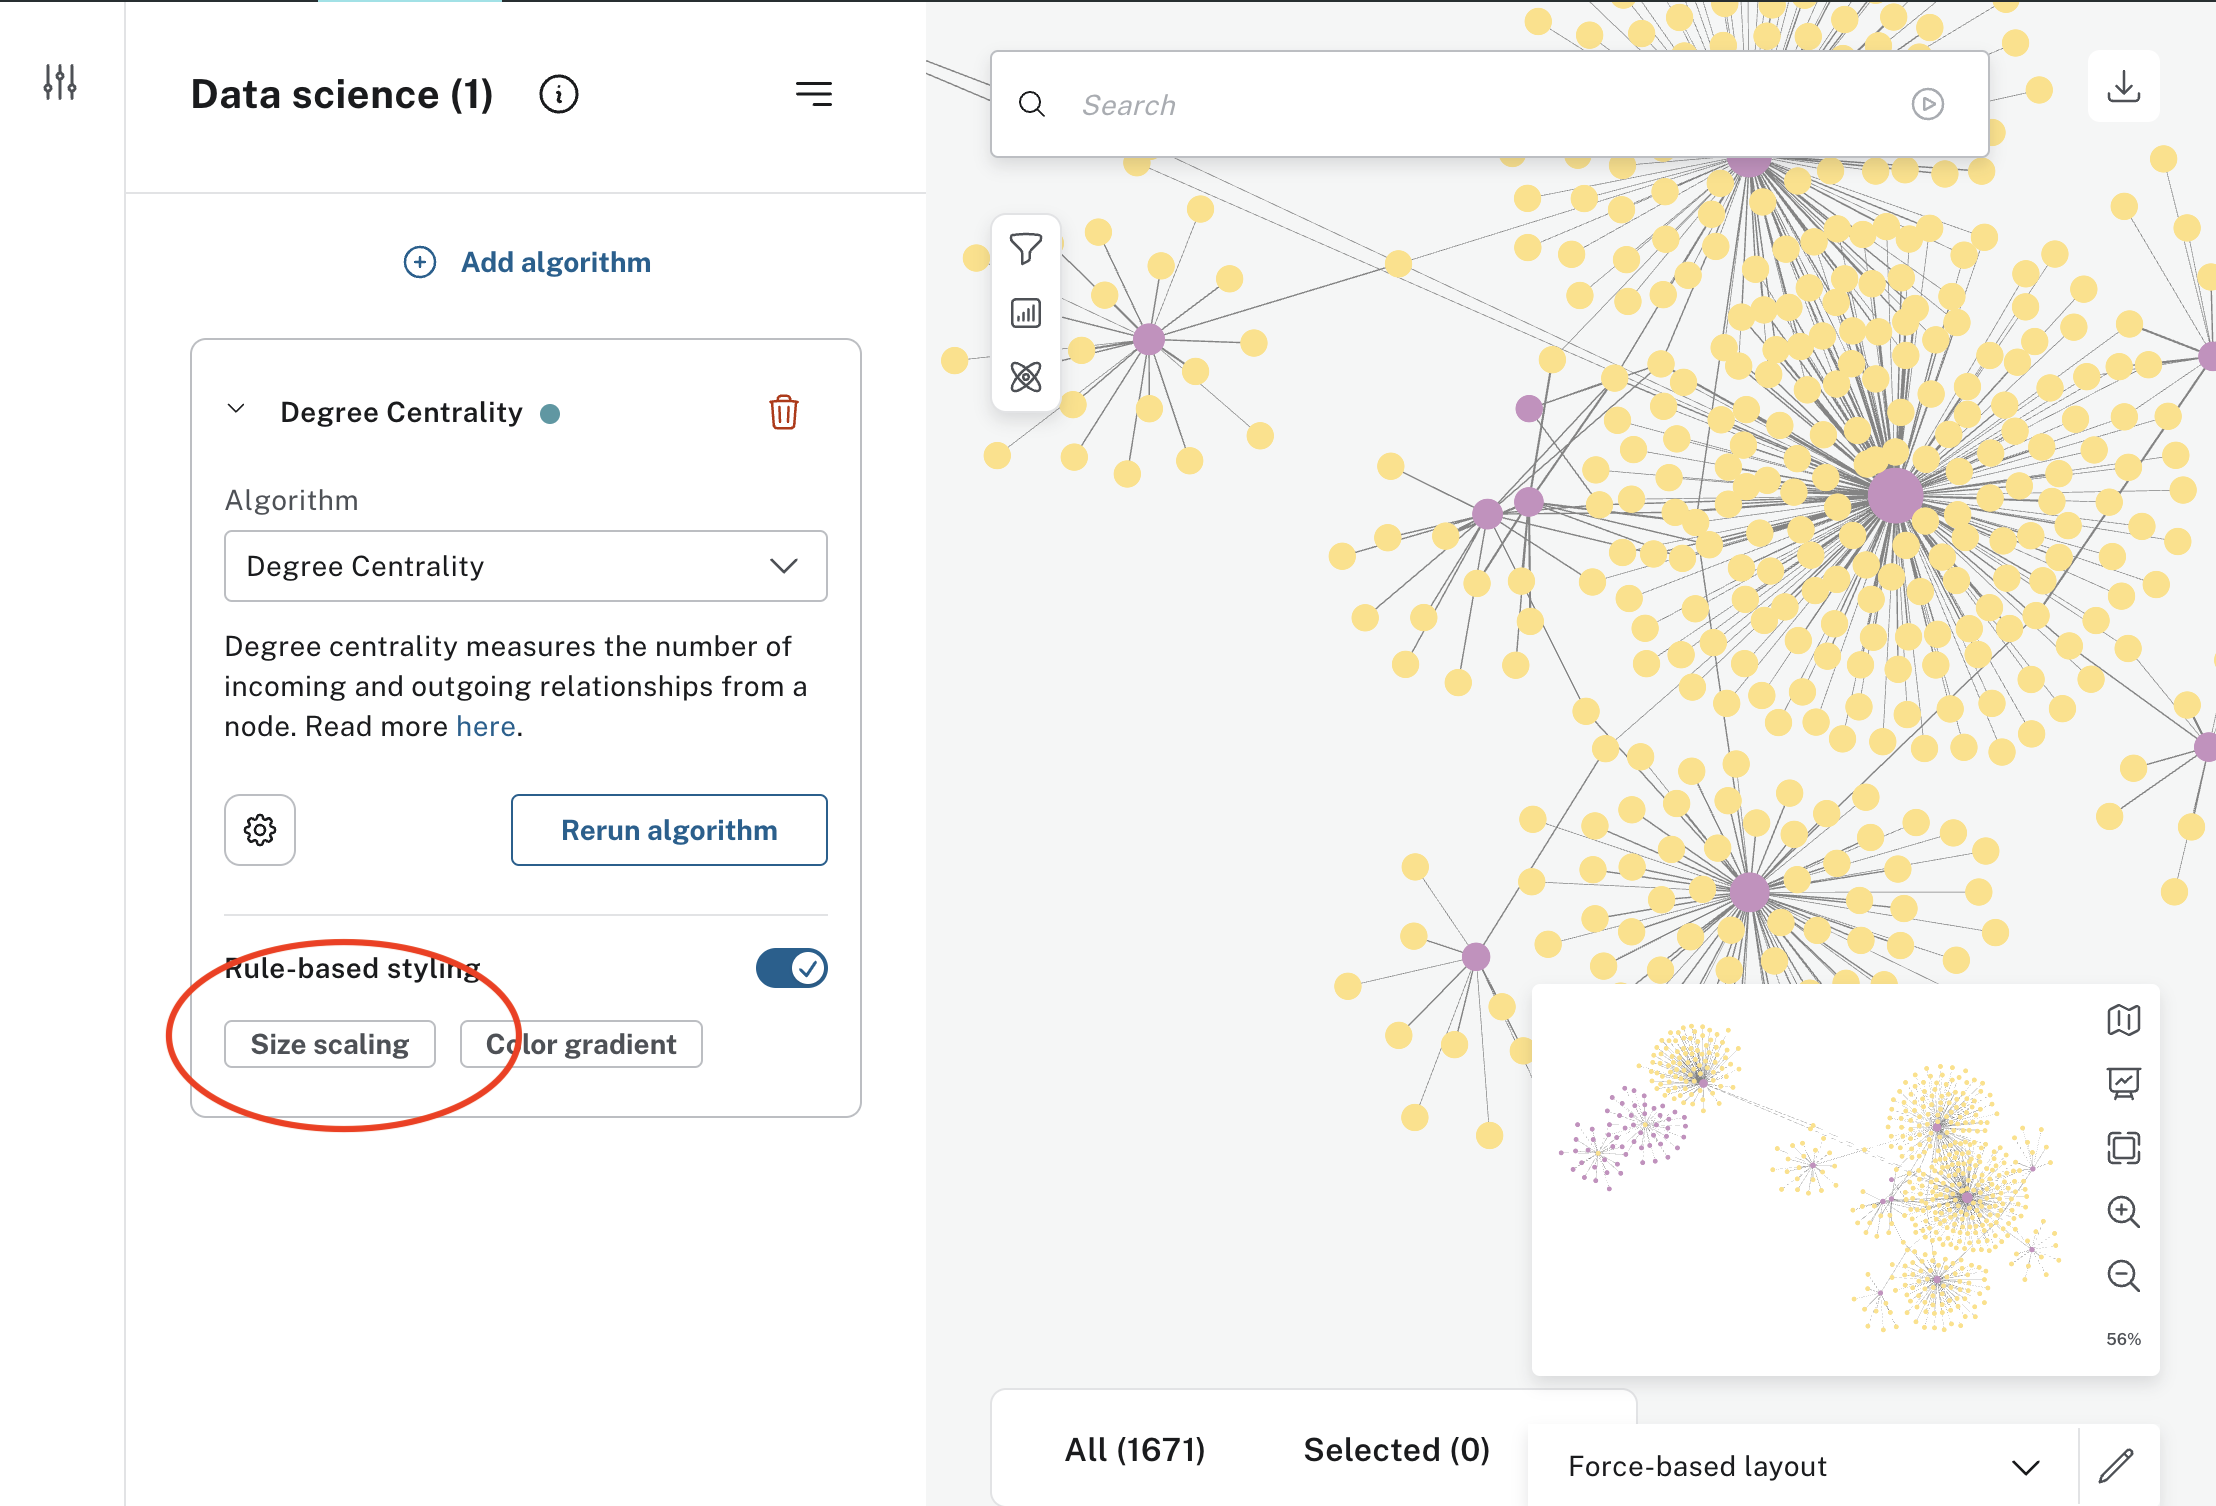 Data science (1)
Search
Add algorithm
Degree Centrality
Algorithm
Degree Centrality
Degree centrality measures the number of
incoming and outgoing relationships from a
node. Read more here.
Rerun algorithm
Rule-based styling
Size scaling
Color gradient
56%
All (1671)
Selected (0)
Force-based layout